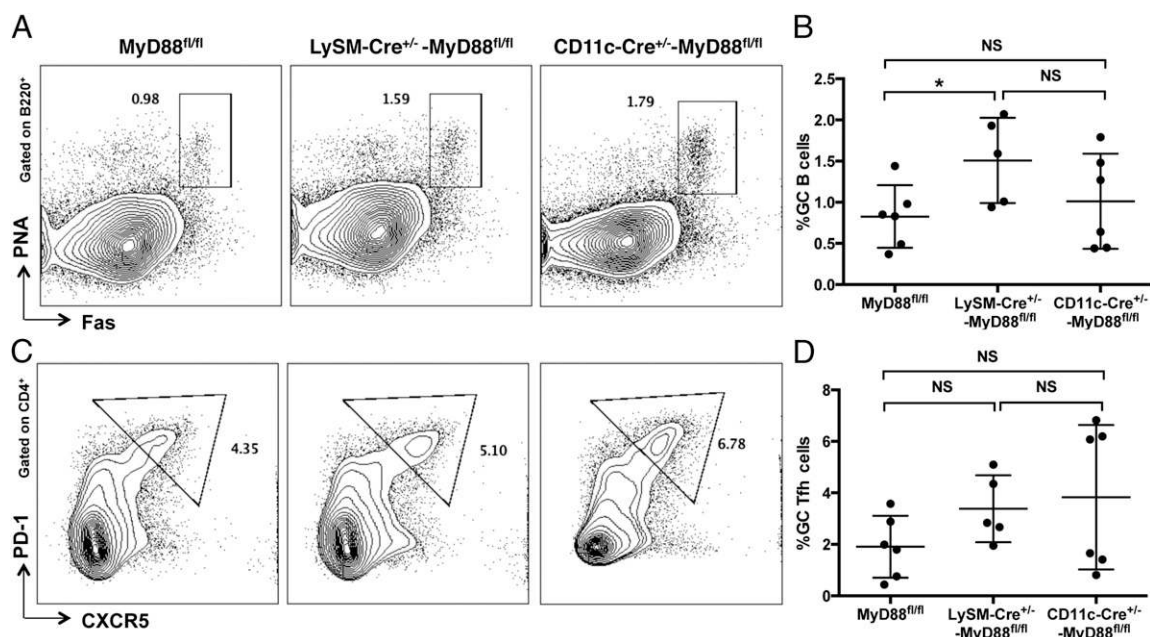 A
MyD88fl/fl
LySM-Cre+/- -MyD88fl/fl
CD11c-Cre+/--MyD88fl/fl
Gated on B220+
PNA
0.98
1.59
1.79
Fas
B
NS
*
NS
%GC B cells
2.5
2.0
1.5
1.0
0.5
0.0
MyD88fl/fl
LySM-Cre+/-
-MyD88fl/fl
CD11c-Cre+/-
-MyD88fl/fl
C
Gated on CD4+
PD-1
4.35
5.10
6.78
CXCR5
D
NS
NS
NS
%GC Tfh cells
8
6
4
2
0
MyD88fl/fl
LySM-Cre+/-
-MyD88fl/fl
CD11c-Cre+/-
-MyD88fl/fl